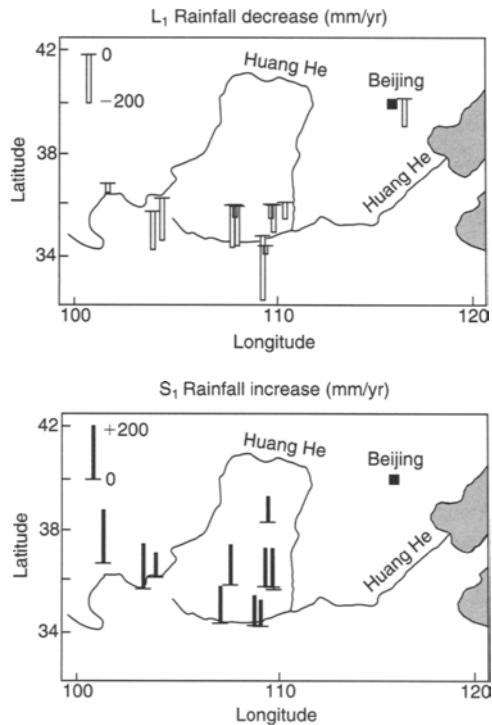 L₁ Rainfall decrease (mm/yr)
42
0
Huang He
Beijing
−200
38
Latitude
Huang He
34
100
110
120
Longitude
S₁ Rainfall increase (mm/yr)
42
+200
Huang He
Beijing
0
38
Latitude
Huang He
34
100
110
120
Longitude